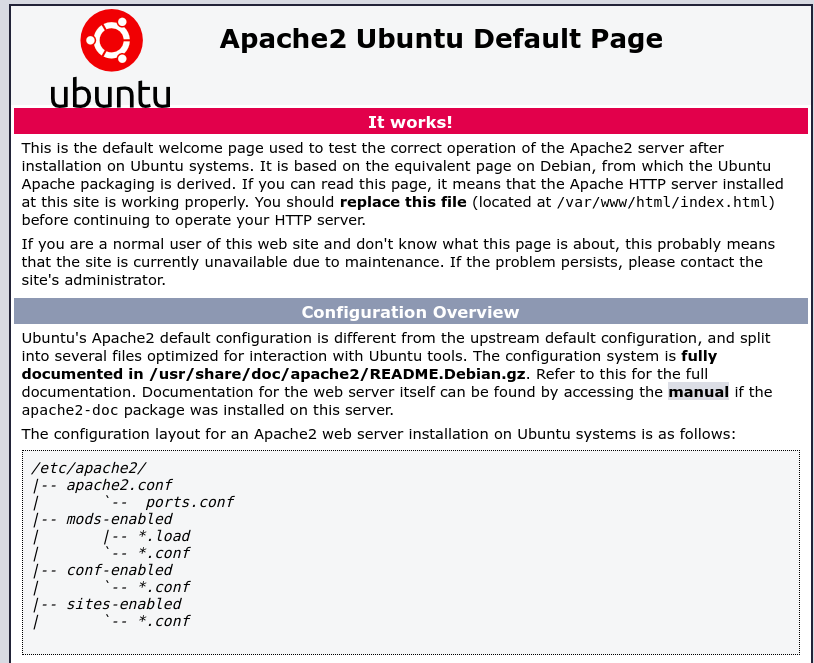 ubuntu
Apache2 Ubuntu Default Page
It works!
This is the default welcome page used to test the correct operation of the Apache2 server after
installation on Ubuntu systems. It is based on the equivalent page on Debian, from which the Ubuntu
Apache packaging is derived. If you can read this page, it means that the Apache HTTP server installed
at this site is working properly. You should replace this file (located at /var/www/html/index.html)
before continuing to operate your HTTP server.
If you are a normal user of this web site and don't know what this page is about, this probably means
that the site is currently unavailable due to maintenance. If the problem persists, please contact the
site's administrator.
Configuration Overview
Ubuntu's Apache2 default configuration is different from the upstream default configuration, and split
into several files optimized for interaction with Ubuntu tools. The configuration system is fully
documented in /usr/share/doc/apache2/README.Debian.gz. Refer to this for the full
documentation. Documentation for the web server itself can be found by accessing the manual if the
apache2-doc package was installed on this server.
The configuration layout for an Apache2 web server installation on Ubuntu systems is as follows:
/etc/apache2/
|-- apache2.conf
|       `--  ports.conf
|-- mods-enabled
|       |-- *.load
|       `-- *.conf
|-- conf-enabled
|       `-- *.conf
|-- sites-enabled
|       `-- *.conf